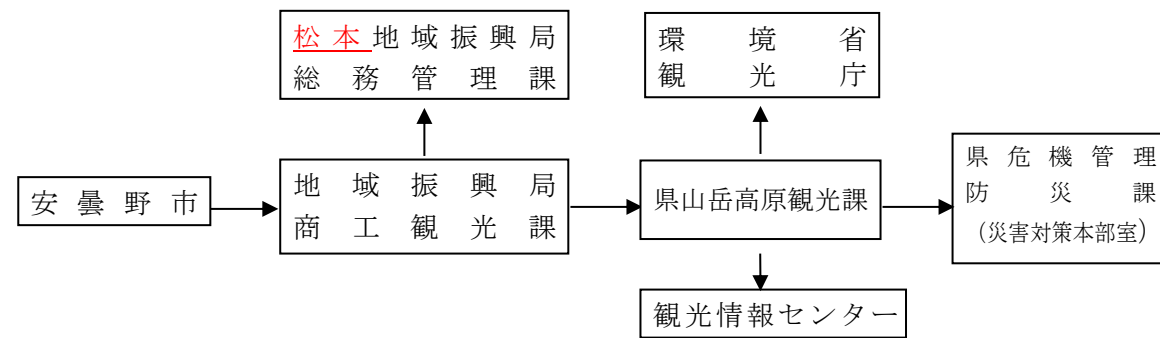 松本地域振興局
総務管理課
環境省
観光庁
安曇野市
地域振興局
商工観光課
県山岳高原観光課
県危機管理
防災課
(災害対策本部室)
観光情報センター